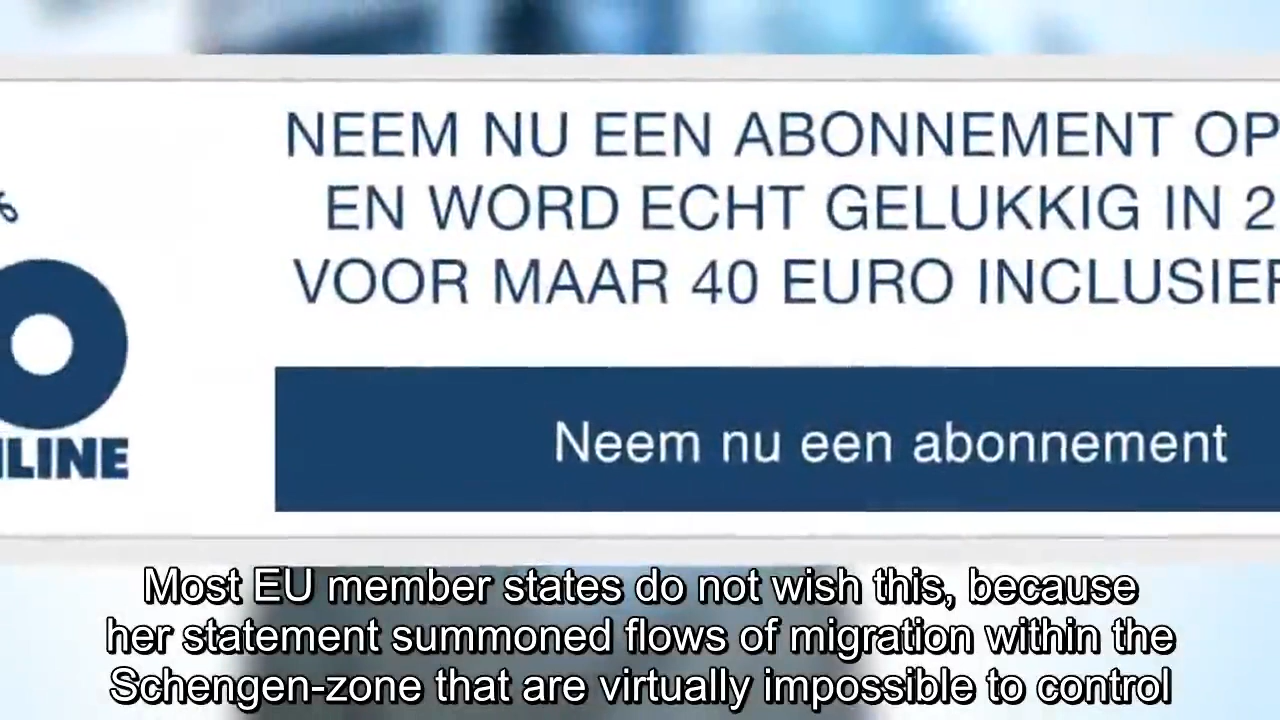 NEEM NU EEN ABONNEMENT OP
EN WORD ECHT GELUKKIG IN 2
VOOR MAAR 40 EURO INCLUSIEF
NLINE
Neem nu een abonnement
Most EU member states do not wish this, because
her statement summoned flows of migration within the
Schengen-zone that are virtually impossible to control